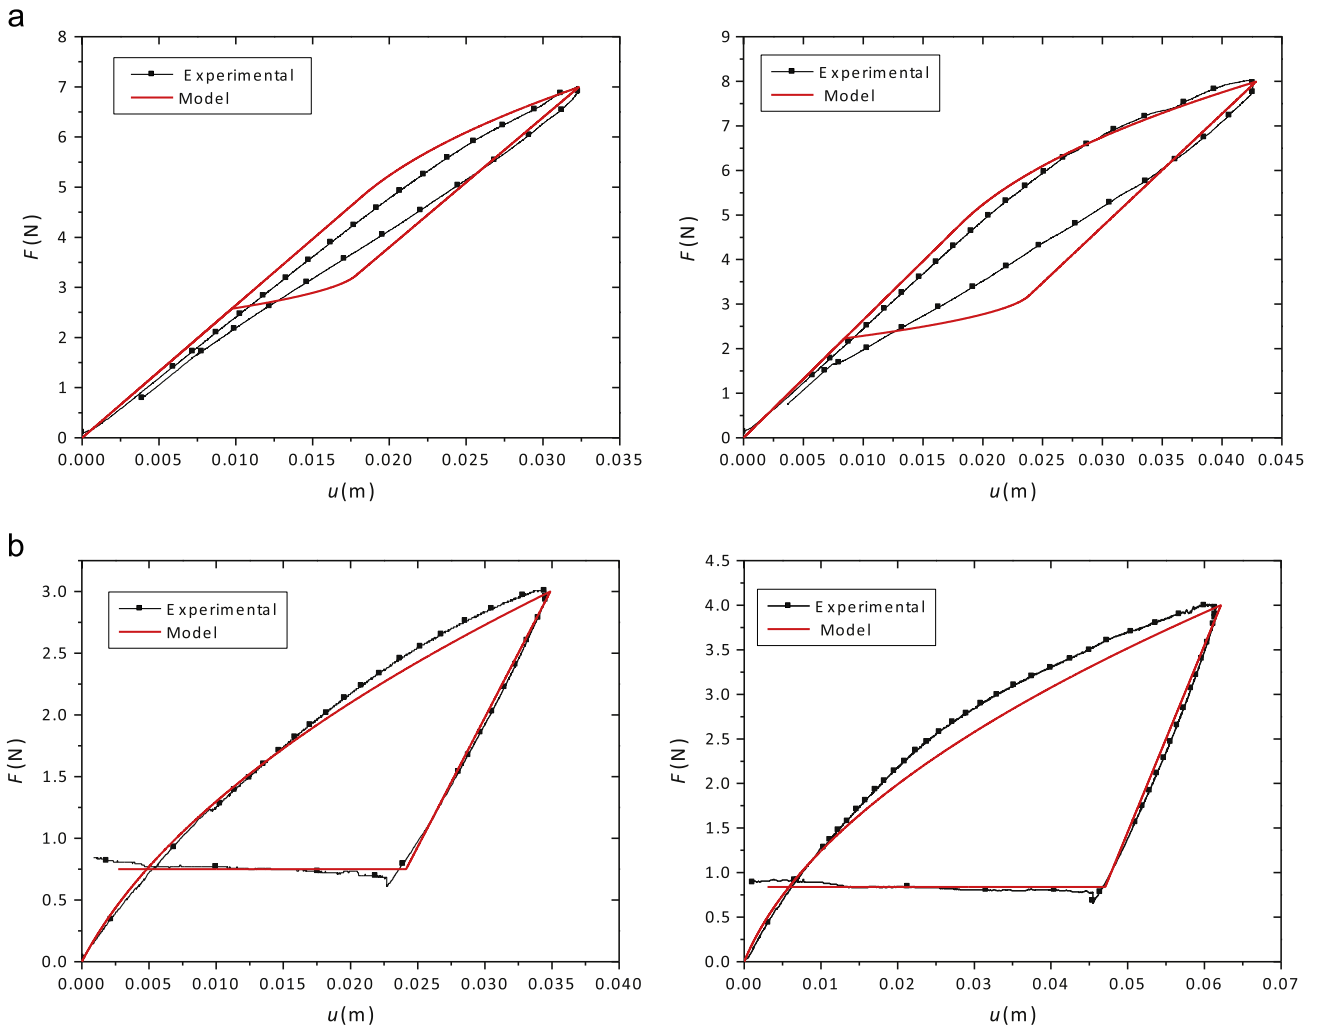 a
8
7
6
5
4
3
2
1
0
F(N)
Experimental
Model
0.000 0.005 0.010 0.015 0.020 0.025 0.030 0.035
u(m)
9
8
7
6
5
4
3
2
1
0
F(N)
Experimental
Model
0.000 0.005 0.010 0.015 0.020 0.025 0.030 0.035 0.040 0.045
u(m)
b
3.0
2.5
2.0
1.5
1.0
0.5
0.0
F(N)
Experimental
Model
0.000 0.005 0.010 0.015 0.020 0.025 0.030 0.035 0.040
u(m)
4.5
4.0
3.5
3.0
2.5
2.0
1.5
1.0
0.5
0.0
F(N)
Experimental
Model
0.00 0.01 0.02 0.03 0.04 0.05 0.06 0.07
u(m)